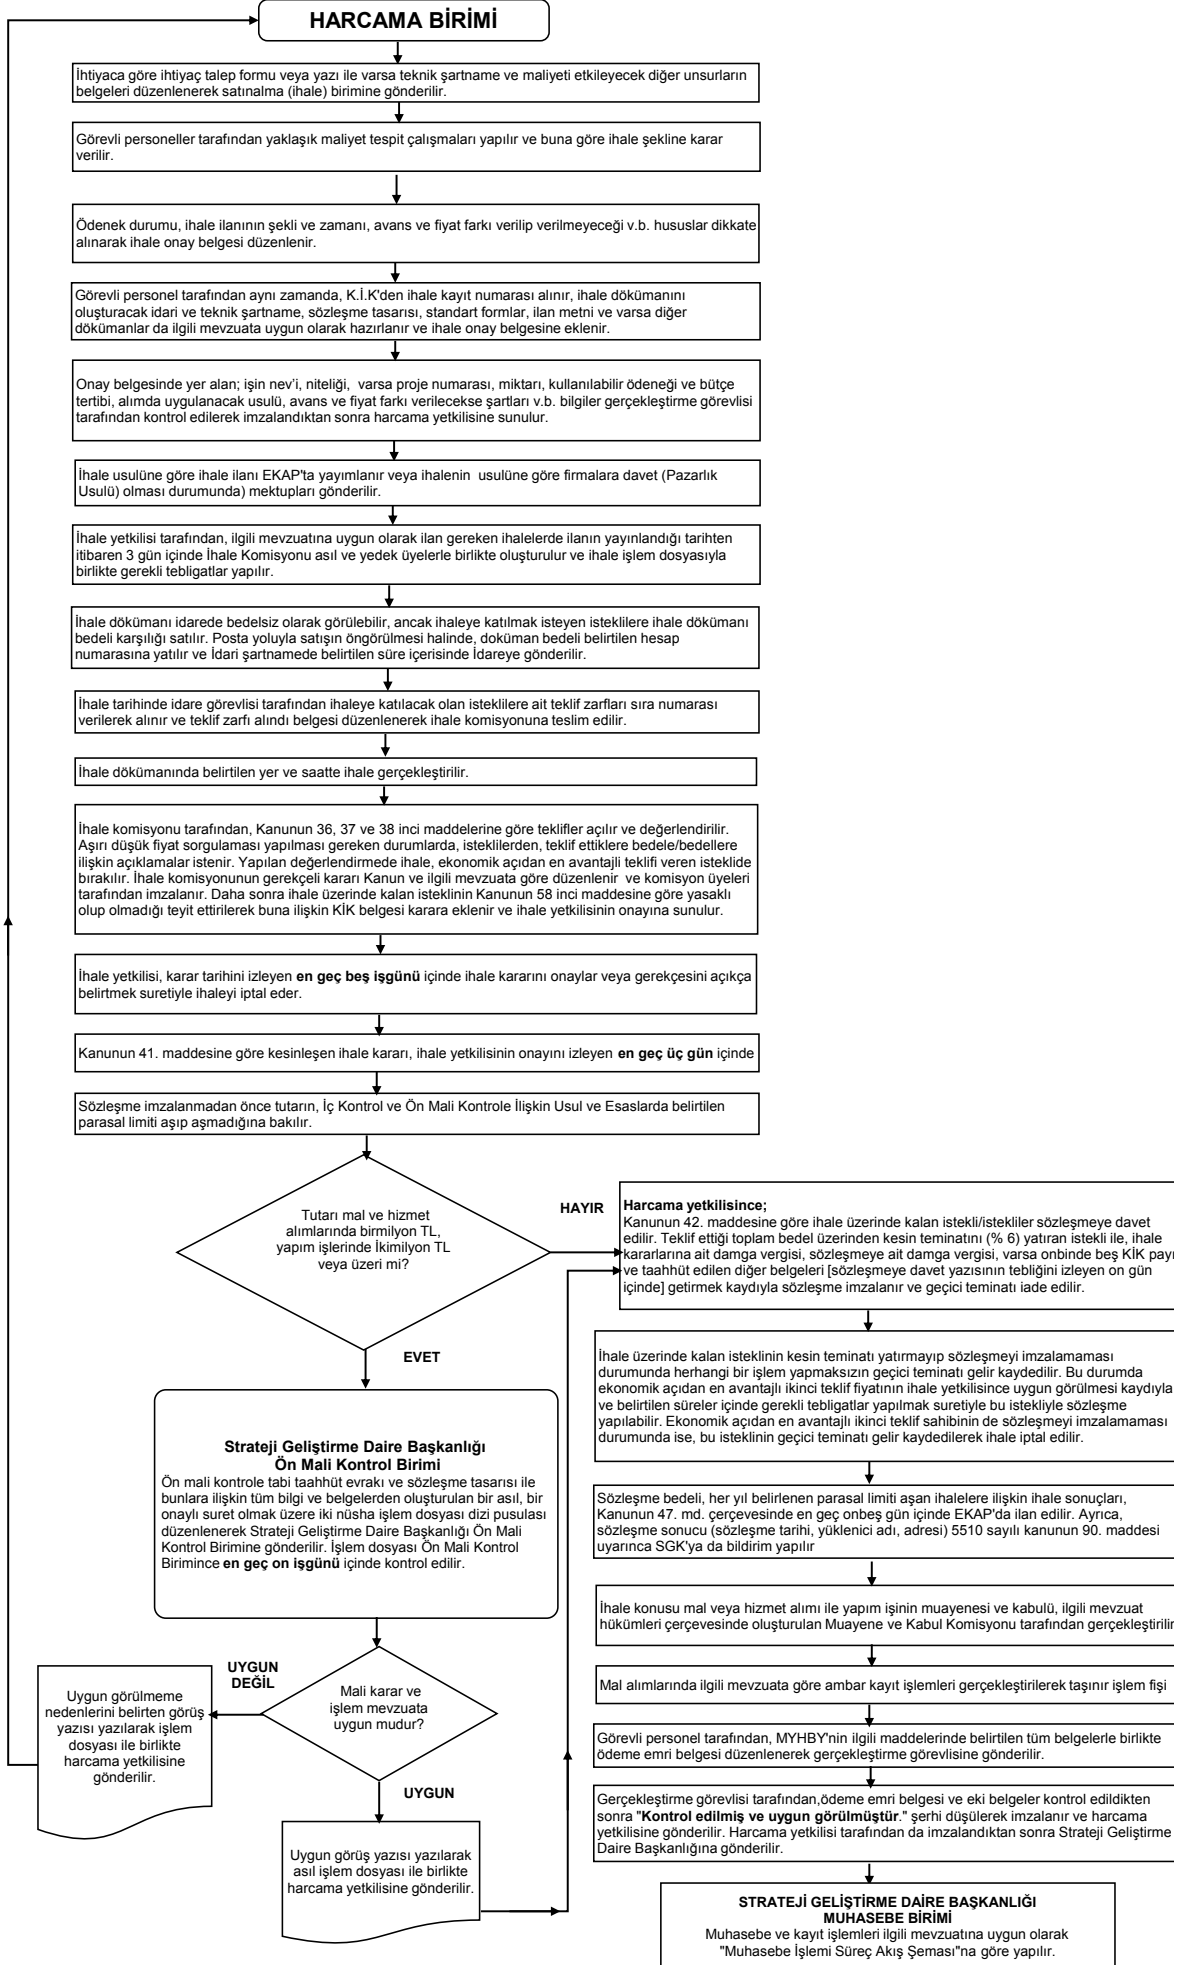 HARCAMA BİRİMİ
İhtiyaca göre ihtiyaç talep formu veya yazı ile varsa teknik şartname ve maliyeti etkileyecek diğer unsurların
belgeleri düzenlenerek satınalma (ihale) birimine gönderilir.
Görevli personeller tarafından yaklaşık maliyet tespit çalışmaları yapılır ve buna göre ihale şekline karar
verilir.
Ödenek durumu, ihale ilanının şekli ve zamanı, avans ve fiyat farkı verilip verilmeyeceği v.b. hususlar dikkate
alınarak ihale onay belgesi düzenlenir.
Görevli personel tarafından aynı zamanda, K.İ.K'den ihale kayıt numarası alınır, ihale dökümanını
oluşturacak idari ve teknik şartname, sözleşme tasarısı, standart formlar, ilan metni ve varsa diğer
dökümanlar da ilgili mevzuata uygun olarak hazırlanır ve ihale onay belgesine eklenir.
Onay belgesinde yer alan; işin nev’i, niteliği, varsa proje numarası, miktarı, kullanılabilir ödeneği ve bütçe
tertibi, alımda uygulanacak usulü, avans ve fiyat farkı verilecekse şartları v.b. bilgiler gerçekleştirme görevlisi
tarafından kontrol edilerek imzalandıktan sonra harcama yetkilisine sunulur.
İhale usulüne göre ihale ilanı EKAP'ta yayımlanır veya ihalenin usulüne göre firmalara davet (Pazarlık
Usulü) olması durumunda) mektupları gönderilir.
İhale yetkilisi tarafından, ilgili mevzuatına uygun olarak ilan gereken ihalelerde ilanın yayınlandığı tarihten
itibaren 3 gün içinde İhale Komisyonu asıl ve yedek üyelerle birlikte oluşturulur ve ihale işlem dosyasıyla
birlikte gerekli tebligatlar yapılır.
İhale dökümanı idarede bedelsiz olarak görülebilir, ancak ihaleye katılmak isteyen isteklilere ihale dökümanı
bedeli karşılığı satılır. Posta yoluyla satışın öngörülmesi halinde, doküman bedeli belirtilen hesap
numarasına yatılır ve İdari şartnamede belirtilen süre içerisinde İdareye gönderilir.
İhale tarihinde idare görevlisi tarafından ihaleye katılacak olan isteklilere ait teklif zarfları sıra numarası
verilerek alınır ve teklif zarfı alındı belgesi düzenlenerek ihale komisyonuna teslim edilir.
İhale dökümanında belirtilen yer ve saatte ihale gerçekleştirilir.
İhale komisyonu tarafından, Kanunun 36, 37 ve 38 inci maddelerine göre teklifler açılır ve değerlendirilir.
Aşırı düşük fiyat sorgulaması yapılması gereken durumlarda, isteklilerden, teklif ettiklere bedele/bedellere
ilişkin açıklamalar istenir. Yapılan değerlendirmede ihale, ekonomik açıdan en avantajli teklifi veren isteklide
bırakılır. İhale komisyonunun gerekçeli kararı Kanun ve ilgili mevzuata göre düzenlenir ve komisyon üyeleri
tarafından imzalanır. Daha sonra ihale üzerinde kalan isteklinin Kanunun 58 inci maddesine göre yasaklı
olup olmadığı teyit ettirilerek buna ilişkin KİK belgesi karara eklenir ve ihale yetkilisinin onayına sunulur.
İhale yetkilisi, karar tarihini izleyen en geç beş işgünü içinde ihale kararını onaylar veya gerekçesini açıkça
belirtmek suretiyle ihaleyi iptal eder.
Kanunun 41. maddesine göre kesinleşen ihale kararı, ihale yetkilisinin onayını izleyen en geç üç gün içinde
Sözleşme imzalanmadan önce tutarın, İç Kontrol ve Ön Mali Kontrole İlişkin Usul ve Esaslarda belirtilen
parasal limiti aşıp aşmadığına bakılır.
Tutarı mal ve hizmet
alımlarında birmilyon TL,
yapım işlerinde İkimilyon TL
veya üzeri mi?
HAYIR
EVET
Strateji Geliştirme Daire Başkanlığı
Ön Mali Kontrol Birimi
Ön mali kontrole tabi taahhüt evrakı ve sözleşme tasarısı ile
bunlara ilişkin tüm bilgi ve belgelerden oluşturulan bir asıl, bir
onaylı suret olmak üzere iki nüsha işlem dosyası dizi pusulası
düzenlenerek Strateji Geliştirme Daire Başkanlığı Ön Mali
Kontrol Birimine gönderilir. İşlem dosyası Ön Mali Kontrol
Birimince en geç on işgünü içinde kontrol edilir.
Mali karar ve
işlem mevzuata
uygun mudur?
UYGUN
DEĞİL
Uygun görülmeme
nedenlerini belirten görüş
yazısı yazılarak işlem
dosyası ile birlikte
harcama yetkilisine
gönderilir.
UYGUN
Uygun görüş yazısı yazılarak
asıl işlem dosyası ile birlikte
harcama yetkilisine gönderilir.
Harcama yetkilisince;
Kanunun 42. maddesine göre ihale üzerinde kalan istekli/istekliler sözleşmeye davet
edilir. Teklif ettiği toplam bedel üzerinden kesin teminatını (% 6) yatıran istekli ile, ihale
kararlarına ait damga vergisi, sözleşmeye ait damga vergisi, varsa onbinde beş KİK payı
ve taahhüt edilen diğer belgeleri [sözleşmeye davet yazısının tebliğini izleyen on gün
içinde] getirmek kaydıyla sözleşme imzalanır ve geçici teminatı iade edilir.
İhale üzerinde kalan isteklinin kesin teminatı yatırmayıp sözleşmeyi imzalamaması
durumunda herhangi bir işlem yapmaksızın geçici teminatı gelir kaydedilir. Bu durumda
ekonomik açıdan en avantajlı ikinci teklif fiyatının ihale yetkilisince uygun görülmesi kaydıyla
ve belirtilen süreler içinde gerekli tebligatlar yapılmak suretiyle bu istekliyle sözleşme
yapılabilir. Ekonomik açıdan en avantajlı ikinci teklif sahibinin de sözleşmeyi imzalamaması
durumunda ise, bu isteklinin geçici teminatı gelir kaydedilerek ihale iptal edilir.
Sözleşme bedeli, her yıl belirlenen parasal limiti aşan ihalelere ilişkin ihale sonuçları,
Kanunun 47. md. çerçevesinde en geç onbeş gün içinde EKAP'da ilan edilir. Ayrıca,
sözleşme sonucu (sözleşme tarihi, yüklenici adı, adresi) 5510 sayılı kanunun 90. maddesi
uyarınca SGK'ya da bildirim yapılır
İhale konusu mal veya hizmet alımı ile yapım işinin muayenesi ve kabulü, ilgili mevzuat
hükümleri çerçevesinde oluşturulan Muayene ve Kabul Komisyonu tarafından gerçekleştirilir
Mal alımlarında ilgili mevzuata göre ambar kayıt işlemleri gerçekleştirilerek taşınır işlem fişi
Görevli personel tarafından, MYHBY'nin ilgili maddelerinde belirtilen tüm belgelerle birlikte
ödeme emri belgesi düzenlenerek gerçekleştirme görevlisine gönderilir.
Gerçekleştirme görevlisi tarafından,ödeme emri belgesi ve eki belgeler kontrol edildikten
sonra "Kontrol edilmiş ve uygun görülmüştür." şerhi düşülerek imzalanır ve harcama
yetkilisine gönderilir. Harcama yetkilisi tarafından da imzalandıktan sonra Strateji Geliştirme
Daire Başkanlığına gönderilir.
STRATEJİ GELİŞTİRME DAİRE BAŞKANLIĞI
MUHASEBE BİRİMİ
Muhasebe ve kayıt işlemleri ilgili mevzuatına uygun olarak
"Muhasebe İşlemi Süreç Akış Şeması"na göre yapılır.